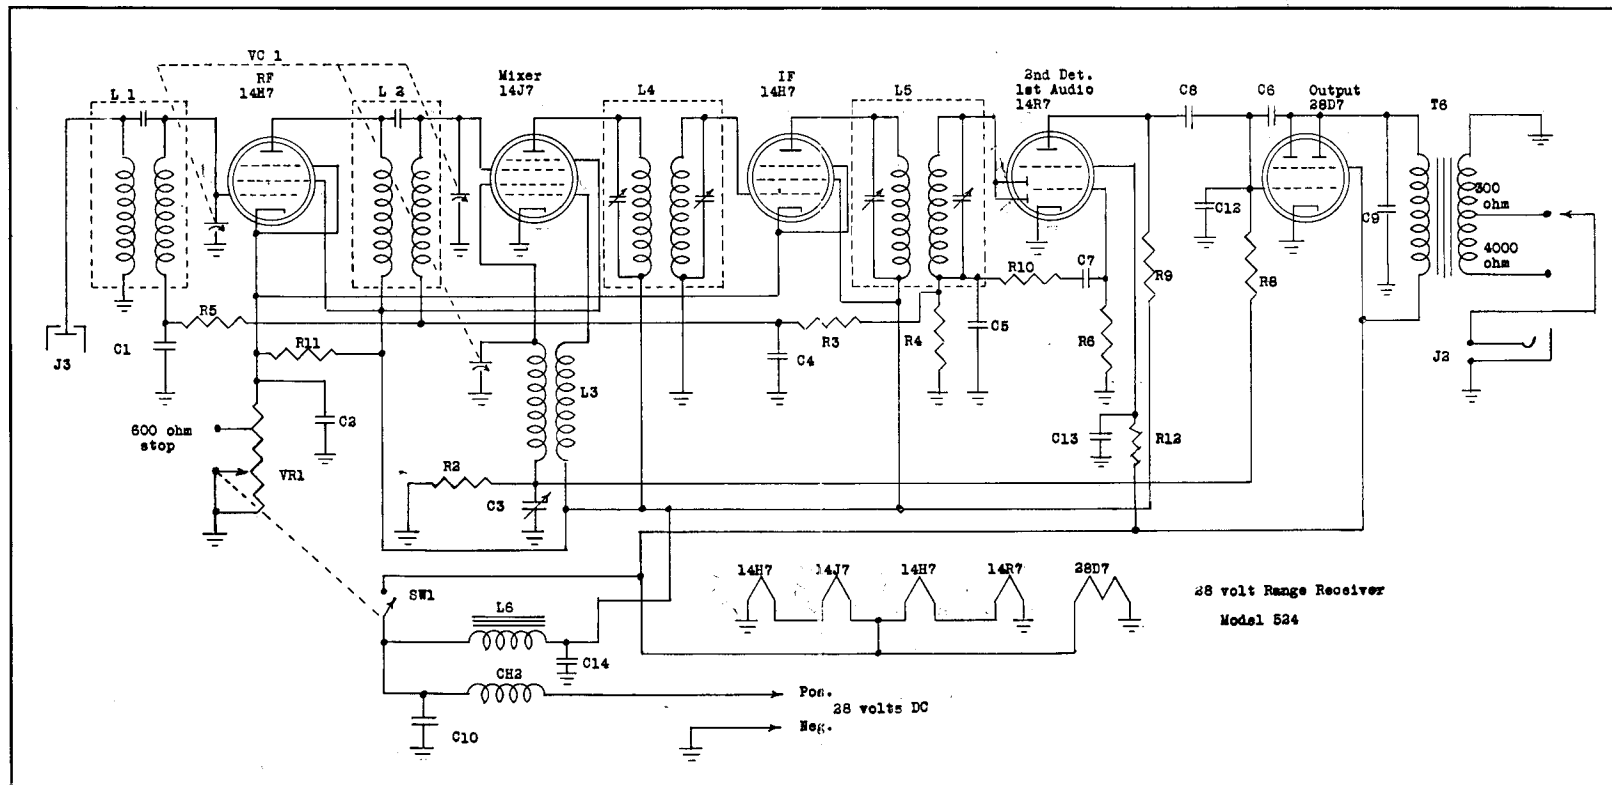 VC 1
RF
14H7
L 1
L 2
Mixer
14J7
L4
IF
14H7
L5
2nd Det.
1st Audio
14R7
C8
C6
Output
28D7
T6
300
ohm
4000
ohm
C12
C9
R10
C7
R9
R8
R5
C1
J3
R11
C4
R3
R4
C5
R6
J2
L3
600 ohm
stop
C2
VR1
R2
C3
C13
R12
SW1
L6
C14
CH2
C10
14H7
14J7
14H7
14R7
28D7
28 volt Range Receiver
Model 524
Pos.
28 volts DC
Neg.